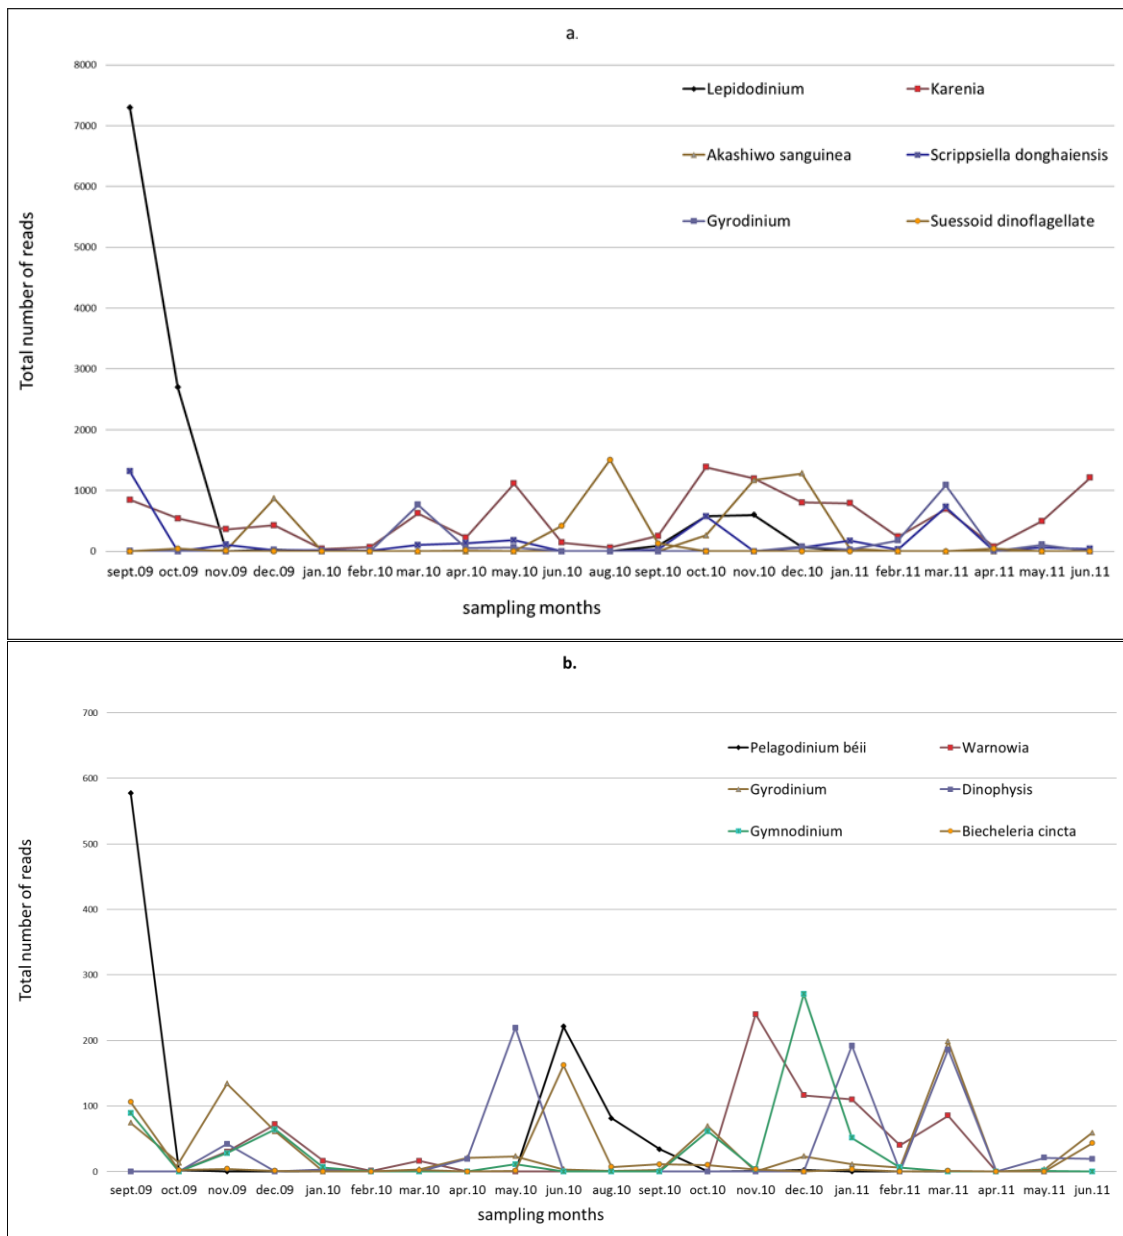 a.
8000
7000
6000
5000
4000
3000
2000
1000
0
Total number of reads
Lepidodinium Karenia
Akashiwo sanguinea Scrippsiella donghaiensis
Gyrodinium Suessoid dinoflagellate
sept.09 oct.09 nov.09 dec.09 jan.10 febr.10 mar.10 apr.10 may.10 jun.10 aug.10 sept.10 oct.10 nov.10 dec.10 jan.11 febr.11 mar.11 apr.11 may.11 jun.11
sampling months
b.
700
600
500
400
300
200
100
0
Total number of reads
Pelagodinium béii Warnowia
Gyrodinium Dinophysis
Gymnodinium Biecheleria cincta
sept.09 oct.09 nov.09 dec.09 jan.10 febr.10 mar.10 apr.10 may.10 jun.10 aug.10 sept.10 oct.10 nov.10 dec.10 jan.11 febr.11 mar.11 apr.11 may.11 jun.11
sampling months